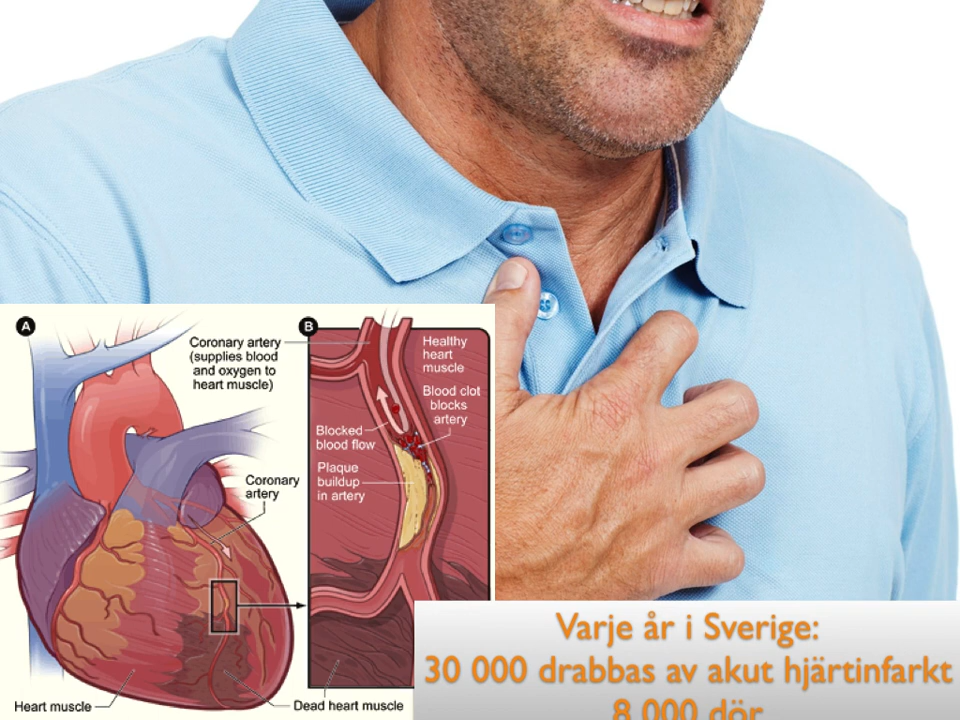 A
B
Coronary artery
(supplies blood
and oxygen to
heart muscle)
Healthy
heart
muscle
Blood clot
blocks
artery
Blocked
blood flow
Plaque
buildup
in artery
Coronary
artery
Heart muscle
Dead heart muscle
Varje år i Sverige:
30 000 drabbas av akut hjärtinfarkt
8 000 dör